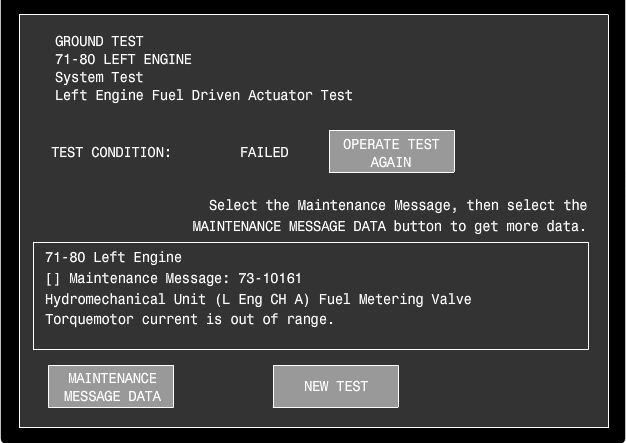 GROUND TEST
71-80 LEFT ENGINE
System Test
Left Engine Fuel Driven Actuator Test
TEST CONDITION: FAILED
OPERATE TEST
AGAIN
Select the Maintenance Message, then select the
MAINTENANCE MESSAGE DATA button to get more data.
71-80 Left Engine
[] Maintenance Message: 73-10161
Hydromechanical Unit (L Eng CH A) Fuel Metering Valve
Torquemotor current is out of range.
MAINTENANCE
MESSAGE DATA
NEW TEST